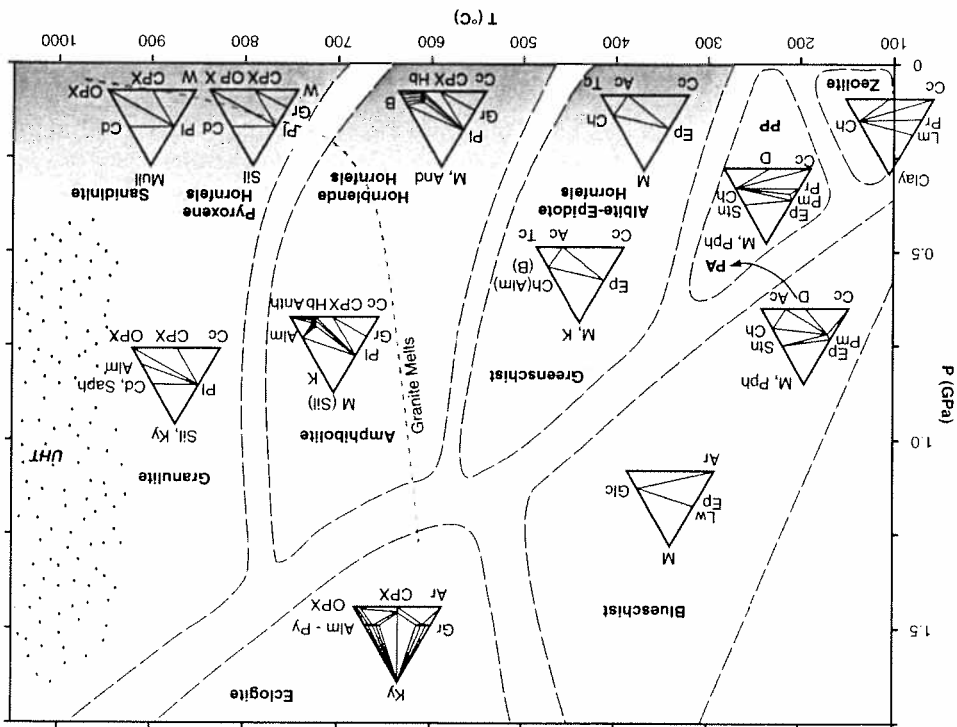 Eclogite
Ky
Gr
Alm - Py
Ar
CPX
OPX
1.5
Blueschist
M
Lw
Ep
Glc
Ar
1.0
P (GPa)
Granulite
Sil, Ky
Pl
Cd, Saph
Alm
Cc
CPX
OPX
UHT
Amphibolite
M (Sil)
K
Pl
Gr
Alm
Cc CPX Hb Anth
Granite Melts
Greenschist
M, K
Ep
Ch(Alm)
(B)
Cc
Ac
Tc
M, Pph
Ep
Pm
Stn
Ch
Cc
D
Ac
PA
0.5
M, Pph
Ep
Pm
Pr
Stn
Ch
Cc
D
PP
Albite-Epidote
Hornfels
M
Ep
Ch
Cc
Ac Tc
Hornblende
Hornfels
M, And
Pl
Gr
B
Cc CPX Hb
Pyroxene
Hornfels
Sil
Pl
Gr
Cd
W
CPX OP X
Sanidinite
Mull
Pl
Cd
W
CPX
OPX
Clay
Lm
Pr
Ch
Cc
Zeolite
0
100
200
300
400
500
600
700
800
900
1000
T (°C)